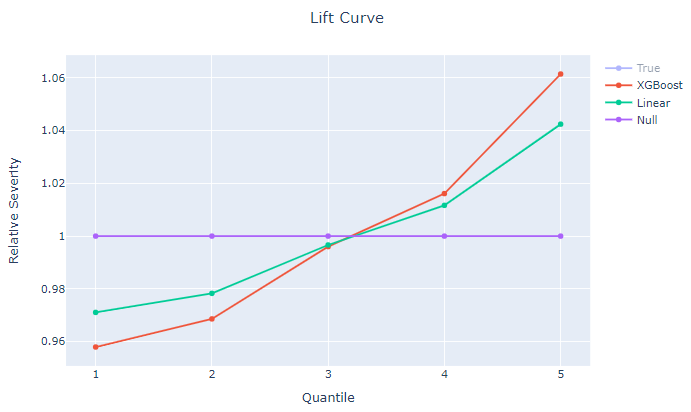 Lift Curve
True
XGBoost
Linear
Null
Relative Severity
1.06
1.04
1.02
1
0.98
0.96
1 2 3 4 5
Quantile